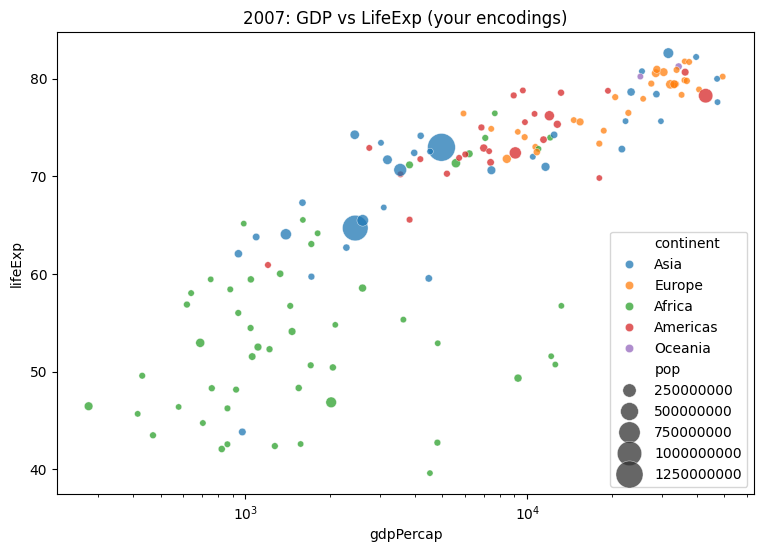 2007: GDP vs LifeExp (your encodings)
lifeExp
80
70
60
50
40
10³
10⁴
gdpPercap
continent
Asia
Europe
Africa
Americas
Oceania
pop
250000000
500000000
750000000
1000000000
1250000000